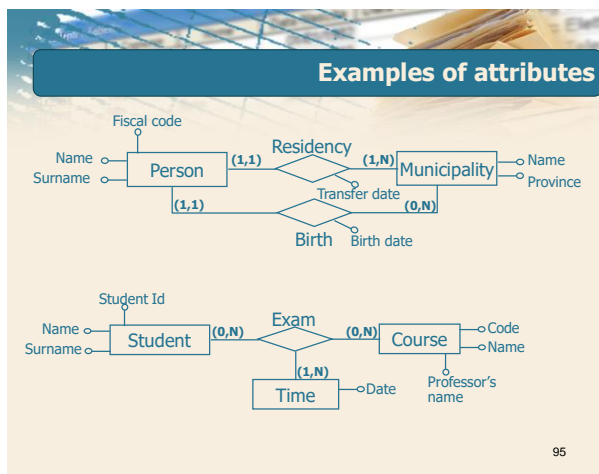 Examples of attributes
Fiscal code
Residency
Name
(1,1)
(1,N)
Name
Person
Municipality
Surname
Province
Transfer date
(1,1)
(0,N)
Birth
Birth date
Student Id
Exam
Name
(0,N)
(0,N)
Code
Student
Course
Surname
Name
(1,N)
Time
Date
Professor's
name
95